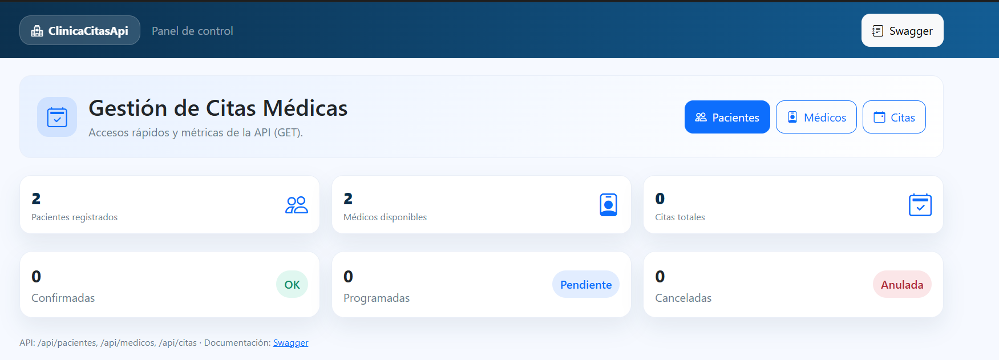 ClinicaCitasApi Panel de control Swagger
Gestión de Citas Médicas
Accesos rápidos y métricas de la API (GET).
Pacientes Médicos Citas
2
Pacientes registrados
2
Médicos disponibles
0
Citas totales
0
Confirmadas
OK
0
Programadas
Pendiente
0
Canceladas
Anulada
API: /api/pacientes, /api/medicos, /api/citas · Documentación: Swagger